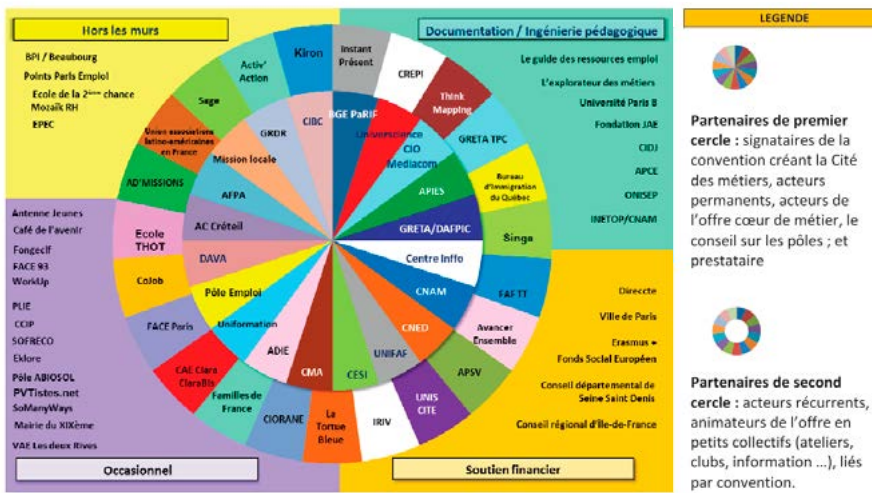 Hors les murs
BPI / Beaubourg
Points Paris Emploi
Ecole de la 2ième chance
Mozaïk RH
EPEC
Documentation / Ingénierie pédagogique
Le guide des ressources emploi
L'explorateur des métiers
Université Paris 8
Fondation JAE
CIDJ
APCE
ONISEP
INETOP/CNAM
Kiron
Instant
Présent
CREPI
Think
Mapping
GRETA TPC
Bureau
d'Immigration
du Québec
Singa
FAF TT
Avancer
Ensemble
APSV
UNIS
CITE
IRIV
La
Tortue
Bleue
CIORANE
Familles de
France
CAE Clara
ClaraBis
FACE Paris
CoJob
Ecole
THOT
AD'MISSIONS
Union associations
latino-américaines
en France
Sage
Activ'
Action
CIBC
BGE PaRIF
Universcience
CIO
Mediacom
APIES
GRETA/DAFPIC
Centre Inffo
CNAM
CNED
UNIFAF
CESI
CMA
ADIE
Uniformation
Pôle Emploi
DAVA
AC Créteil
AFPA
Mission locale
GRDR
Antenne Jeunes
Café de l'avenir
Fongecif
FACE 93
WorkUp
PLIE
CCIP
SOFRECO
Eklore
Pôle ABIOSOL
PVTistes.net
SoManyWays
Mairie du XIXème
VAE Les deux Rives
Occasionnel
Direccte
Ville de Paris
Erasmus +
Fonds Social Européen
Conseil départemental de
Seine Saint Denis
Conseil régional d'Île-de-France
Soutien financier
LEGENDE
Partenaires de premier
cercle : signataires de la
convention créant la Cité
des métiers, acteurs
permanents, acteurs de
l'offre cœur de métier, le
conseil sur les pôles ; et
prestataire
Partenaires de second
cercle : acteurs récurrents,
animateurs de l'offre en
petits collectifs (ateliers,
clubs, information ...), liés
par convention.